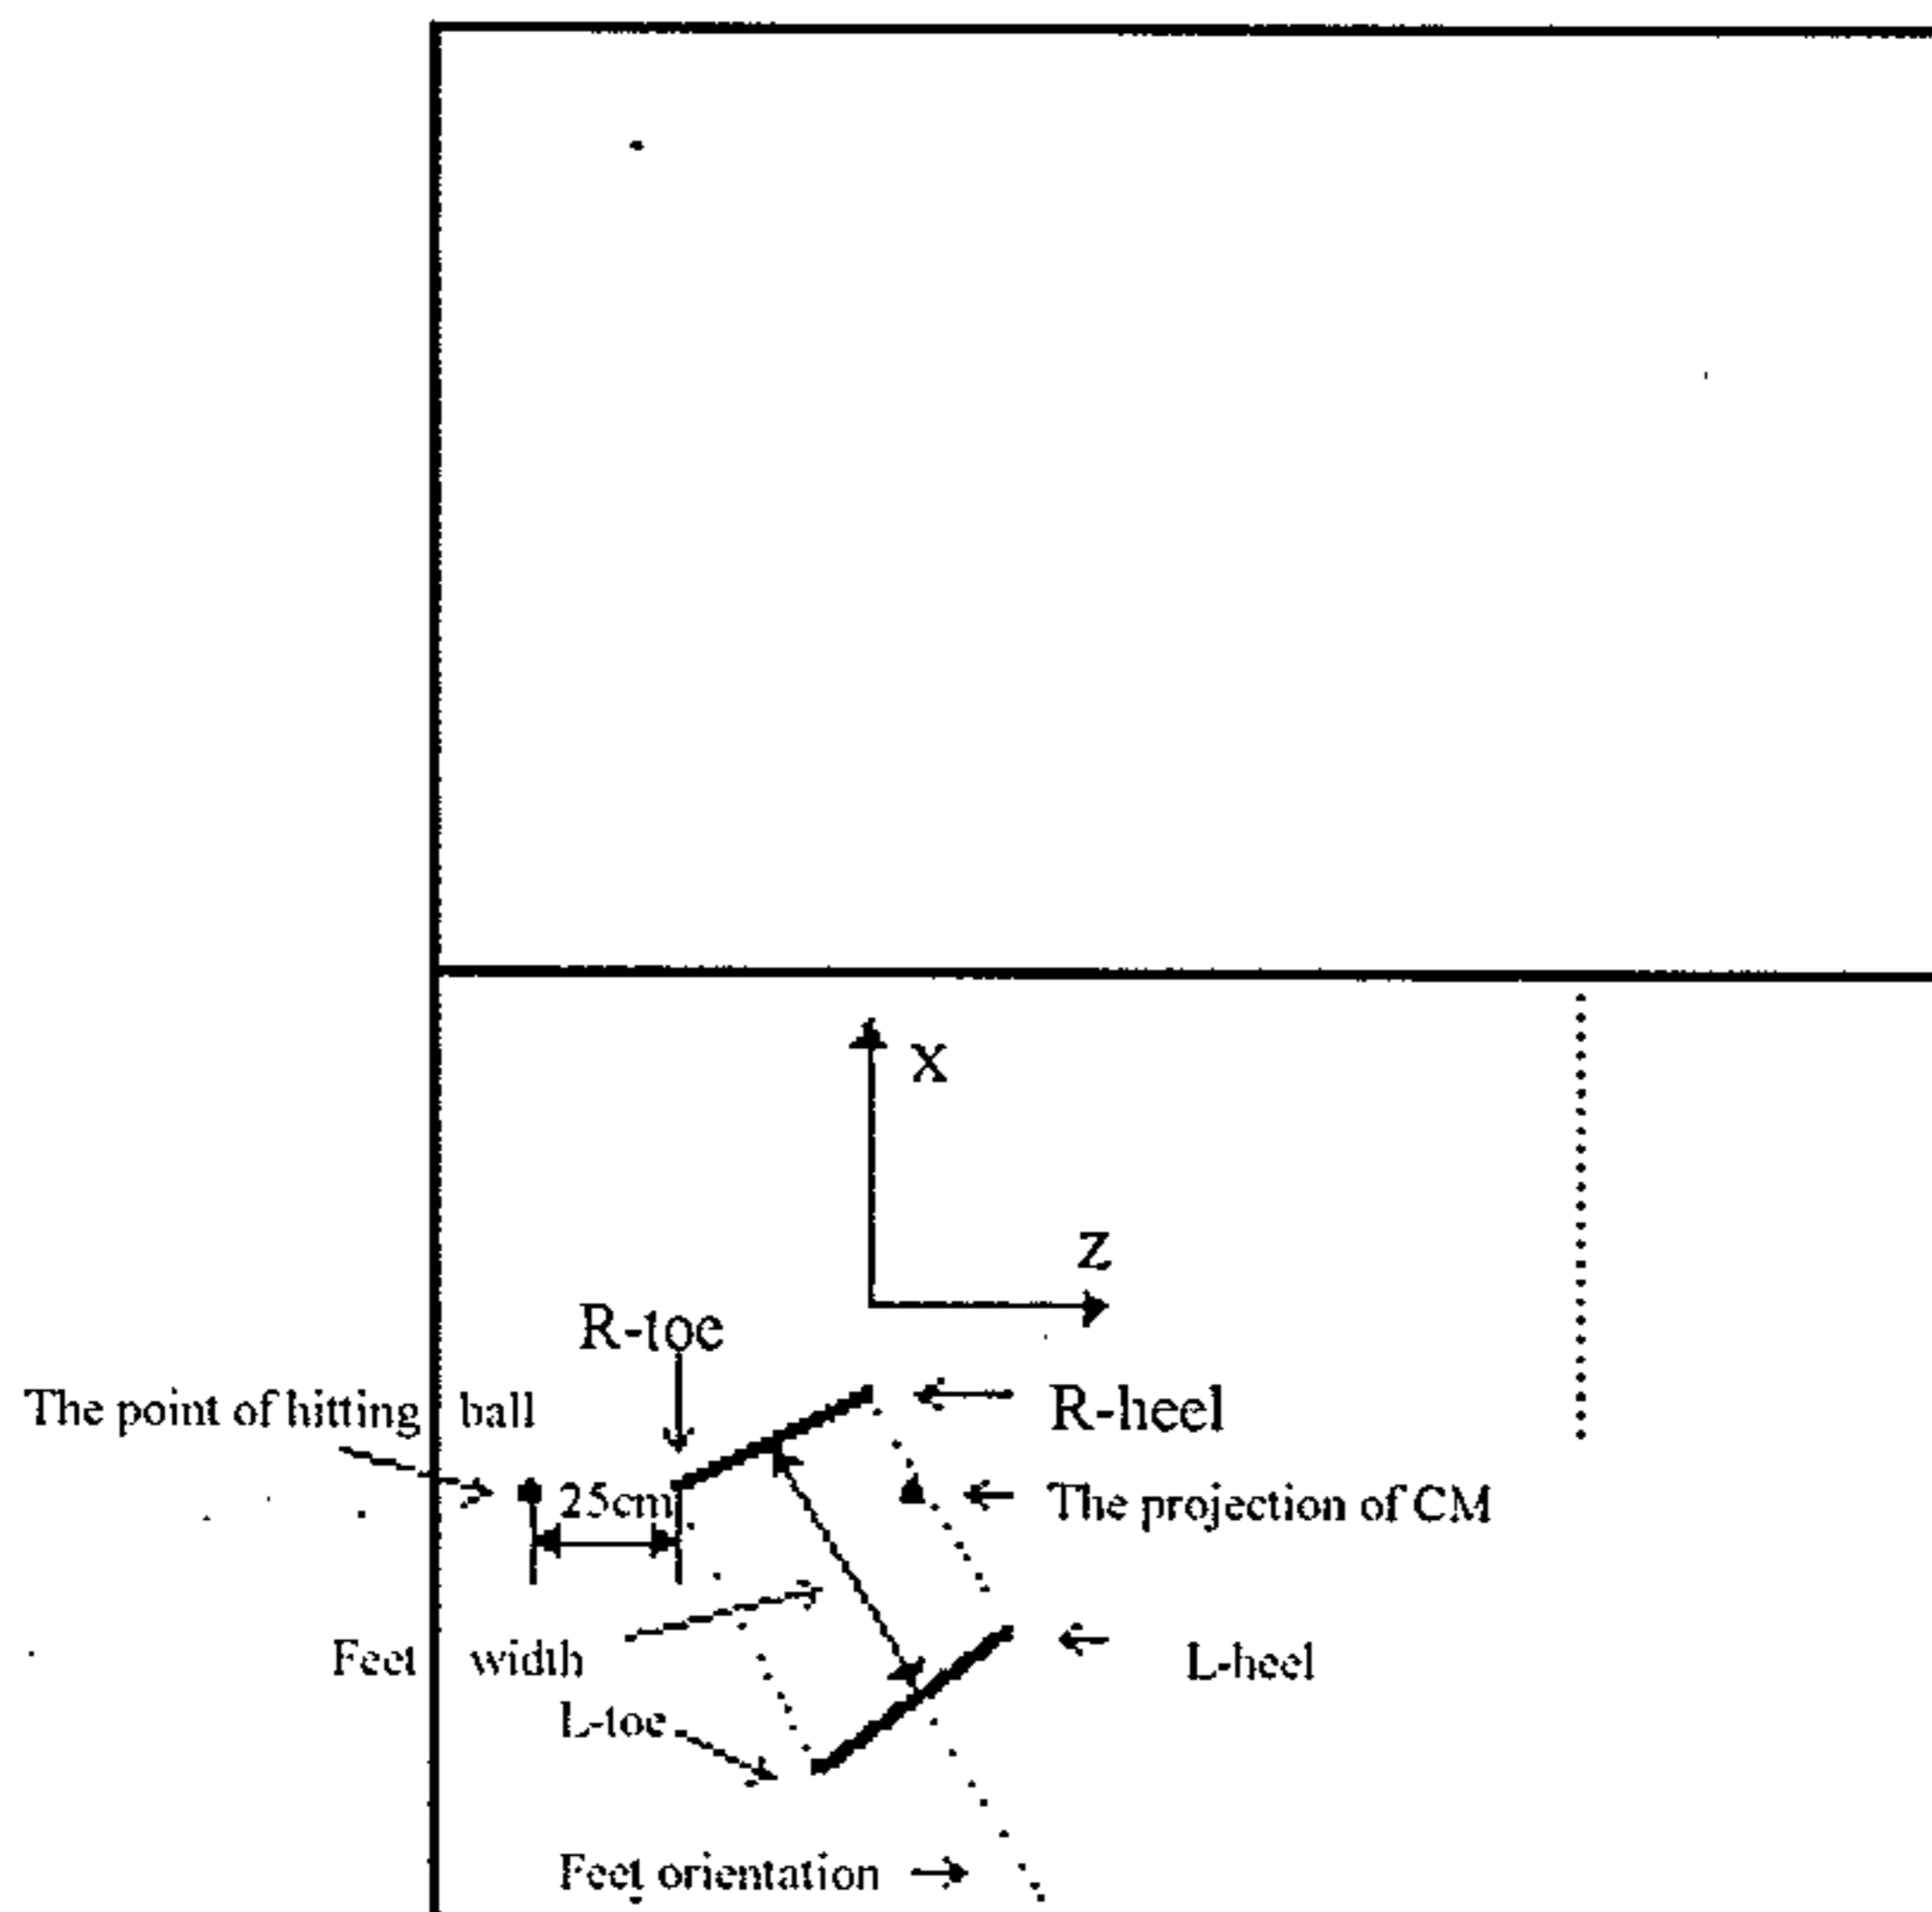 X
Z
R-toe
The point of hitting ball
R-heel
25cm
The projection of CM
Feet width
L-heel
L-toe
Feet orientation